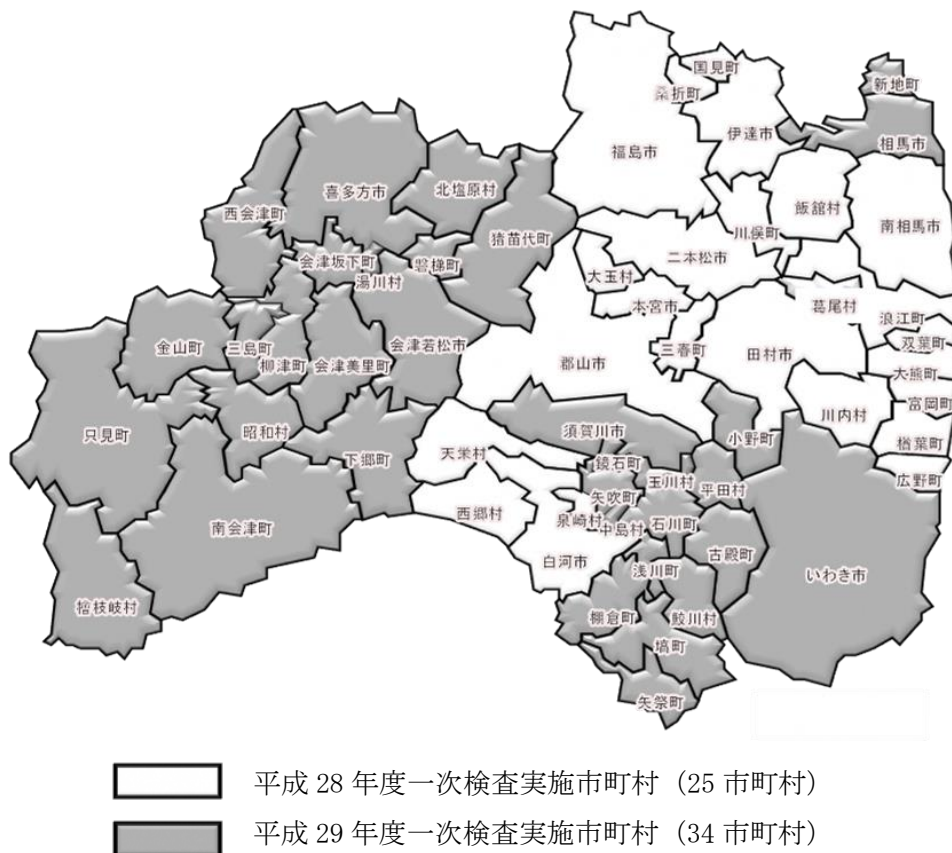 国見町
桑折町
新地町
伊達市
相馬市
福島市
喜多方市
北塩原村
西会津町
飯舘村
南相馬市
猪苗代町
川俣町
二本松市
会津坂下町
磐梯町
湯川村
大玉村
本宮市
葛尾村
浪江町
双葉町
金山町
三島町
柳津町
会津美里町
会津若松市
郡山市
三春町
田村市
大熊町
富岡町
川内村
只見町
昭和村
下郷町
須賀川市
小野町
楢葉町
天栄村
鏡石町
玉川村
平田村
広野町
矢吹町
西郷村
泉崎村
中島村
石川町
南会津町
白河市
古殿町
浅川町
いわき市
檜枝岐村
棚倉町
鮫川村
塙町
矢祭町
平成 28 年度一次検査実施市町村 (25 市町村)
平成 29 年度一次検査実施市町村 (34 市町村)